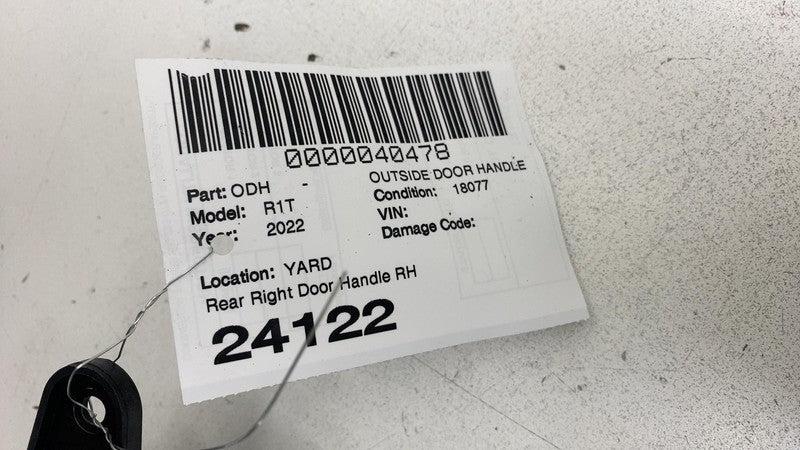 0000040478
Part: ODH - OUTSIDE DOOR HANDLE
Model: R1T Condition: 18077
Year: 2022 VIN:
Damage Code:
Location: YARD
Rear Right Door Handle RH
24122